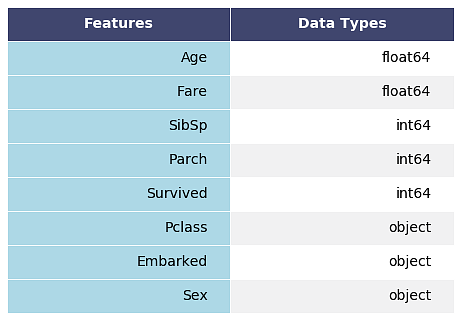 Features Data Types
Age float64
Fare float64
SibSp int64
Parch int64
Survived int64
Pclass object
Embarked object
Sex object